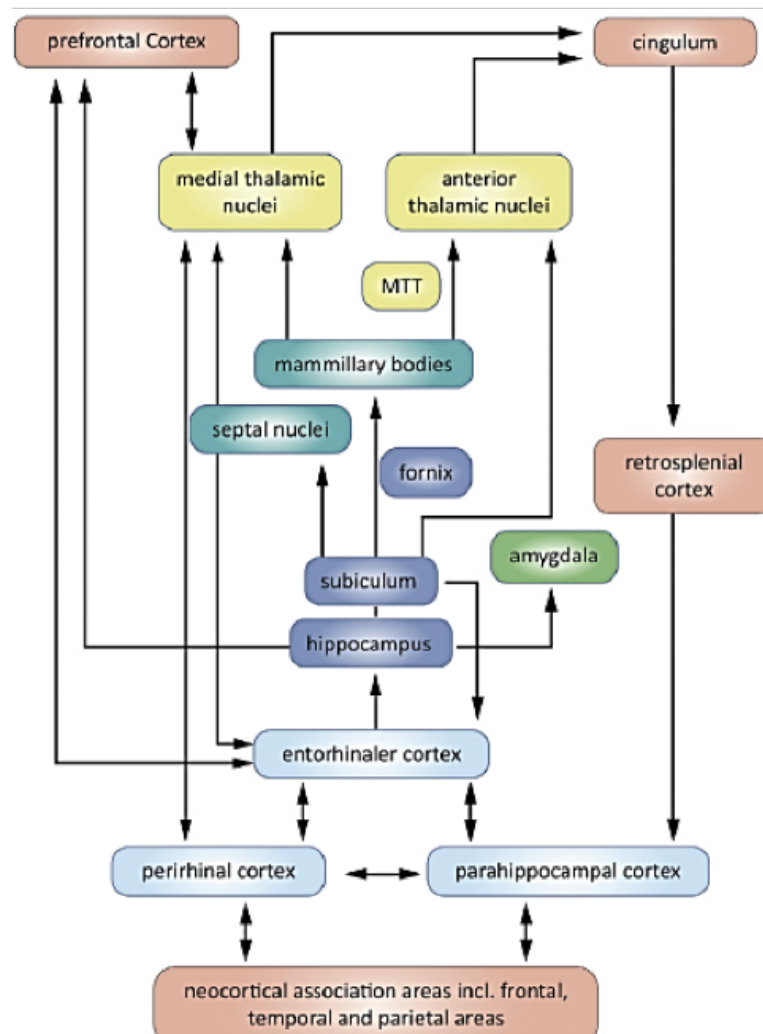 prefrontal Cortex
cingulum
medial thalamic
nuclei
anterior
thalamic nuclei
MTT
mammillary bodies
septal nuclei
fornix
retrosplenial
cortex
amygdala
subiculum
hippocampus
entorhinaler cortex
perirhinal cortex
parahippocampal cortex
neocortical association areas incl. frontal,
temporal and parietal areas